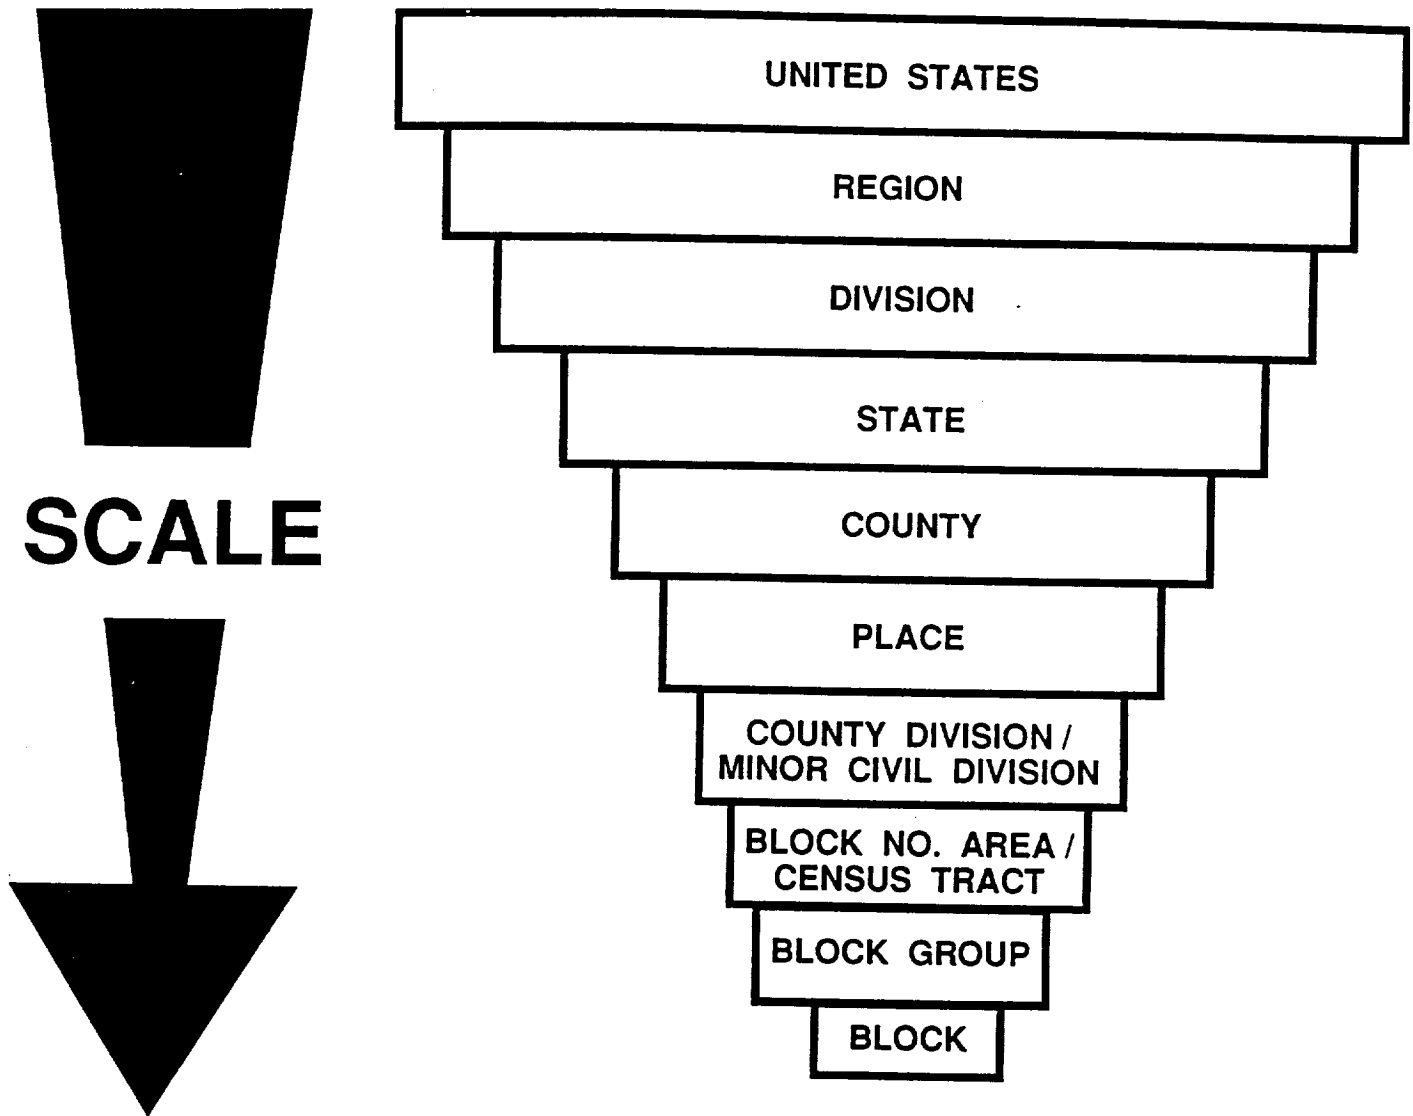 UNITED STATES
REGION
DIVISION
STATE
SCALE
COUNTY
PLACE
COUNTY DIVISION /
MINOR CIVIL DIVISION
BLOCK NO. AREA /
CENSUS TRACT
BLOCK GROUP
BLOCK